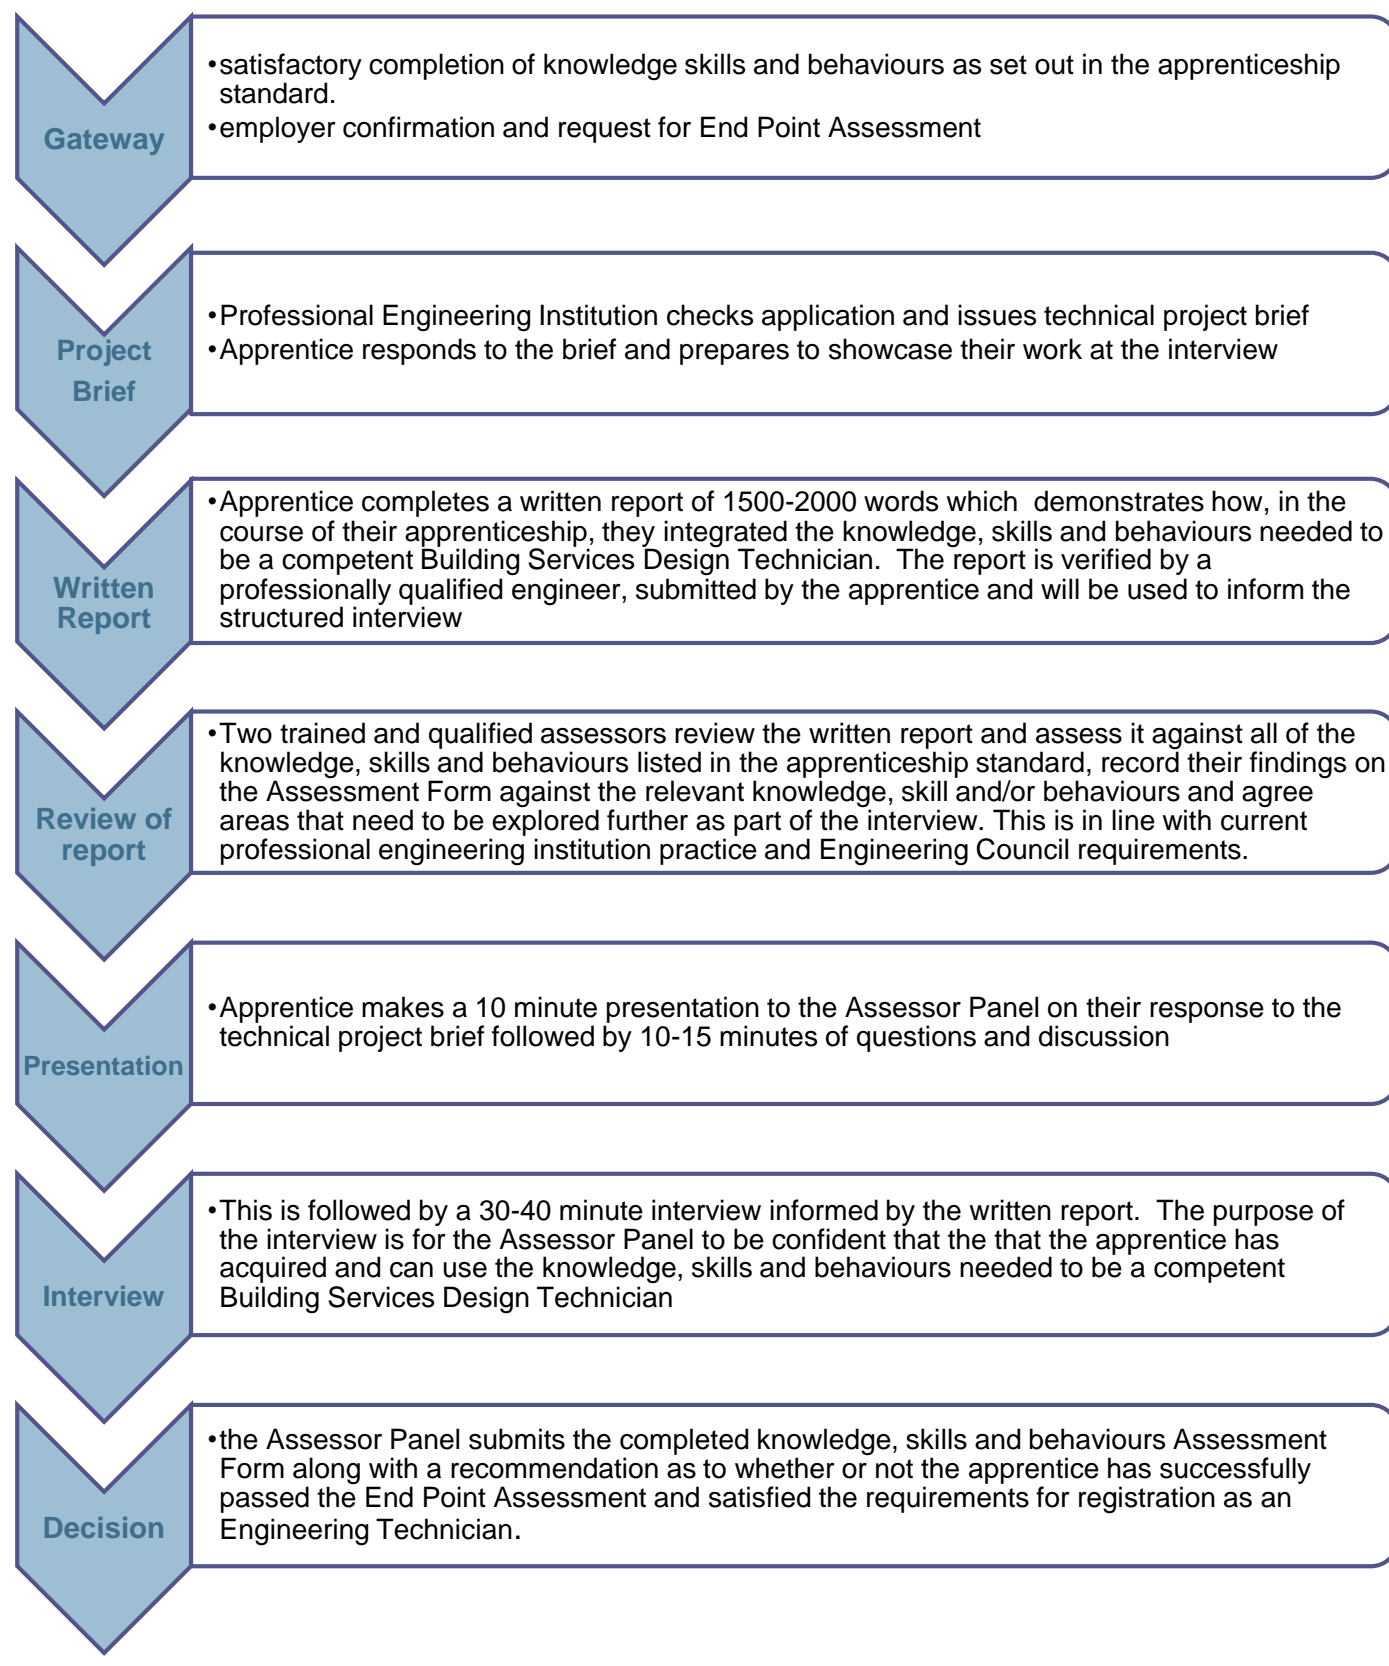 Gateway
•satisfactory completion of knowledge skills and behaviours as set out in the apprenticeship
standard.
•employer confirmation and request for End Point Assessment
Project
Brief
•Professional Engineering Institution checks application and issues technical project brief
•Apprentice responds to the brief and prepares to showcase their work at the interview
Written
Report
•Apprentice completes a written report of 1500-2000 words which  demonstrates how, in the
course of their apprenticeship, they integrated the knowledge, skills and behaviours needed to
be a competent Building Services Design Technician.  The report is verified by a
professionally qualified engineer, submitted by the apprentice and will be used to inform the
structured interview
Review of
report
•Two trained and qualified assessors review the written report and assess it against all of the
knowledge, skills and behaviours listed in the apprenticeship standard, record their findings on
the Assessment Form against the relevant knowledge, skill and/or behaviours and agree
areas that need to be explored further as part of the interview. This is in line with current
professional engineering institution practice and Engineering Council requirements.
Presentation
•Apprentice makes a 10 minute presentation to the Assessor Panel on their response to the
technical project brief followed by 10-15 minutes of questions and discussion
Interview
•This is followed by a 30-40 minute interview informed by the written report.  The purpose of
the interview is for the Assessor Panel to be confident that the that the apprentice has
acquired and can use the knowledge, skills and behaviours needed to be a competent
Building Services Design Technician
Decision
•the Assessor Panel submits the completed knowledge, skills and behaviours Assessment
Form along with a recommendation as to whether or not the apprentice has successfully
passed the End Point Assessment and satisfied the requirements for registration as an
Engineering Technician.